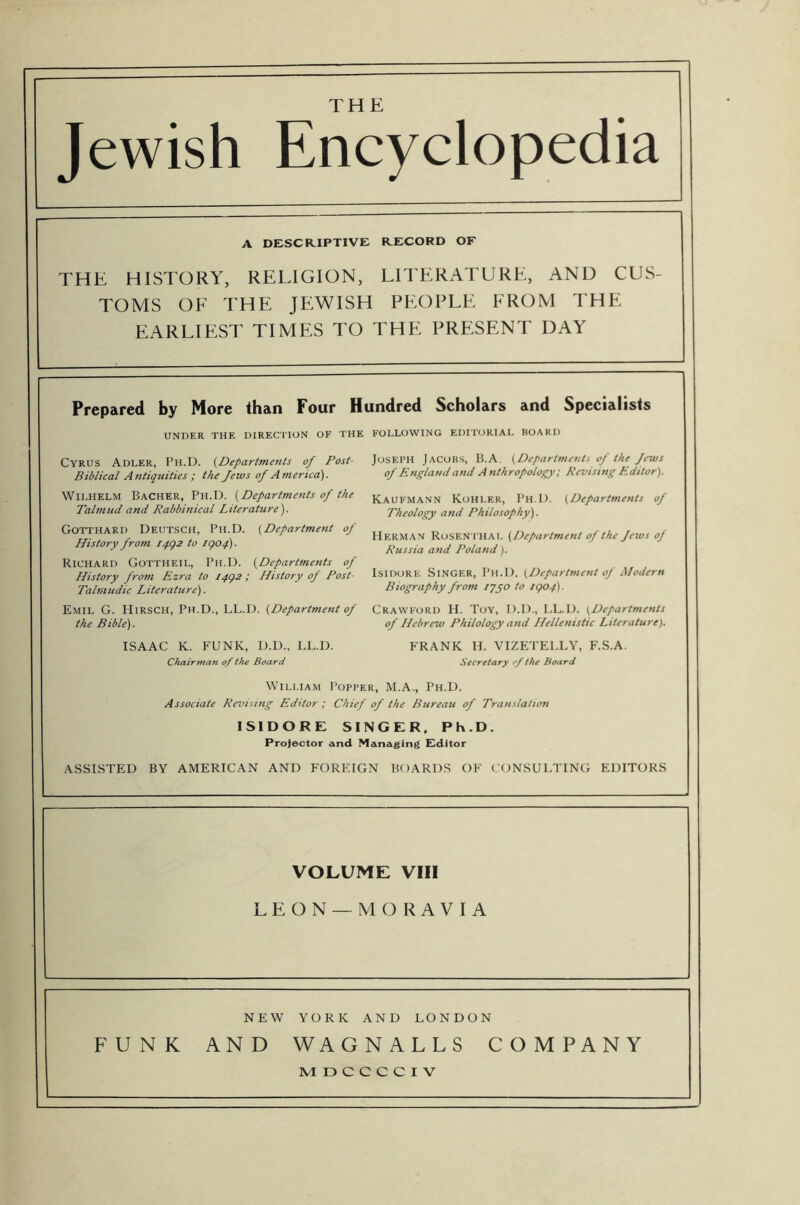 THE
Jewish Encyclopedia
A DESCRIPTIVE RECORD OF
THE HISTORY, RELIGION, LITERATURE, AND CUS-
TOMS OF THE JEWISH PEOPLE FROM THE
EARLIEST TIMES TO THE PRESENT DAY
Prepared by More than Four Hundred Scholars and Specialists
UNDER THE DIRECTION OF THE FOLLOWING EDITORIAL BOARD
Cyrus Adler, Ph.D. (Departments of Post-
Biblical Antiquities; the Jews of America).
Wilhelm Bacher, Ph.D. (Departments of the
Talmud and Rabbinical Literature).
Gotthard Deutsch, Ph.D. (Department of
History from 1492 to 1904).
Richard Gottheil, Ph.D. (Departments of
History from Ezra to 1492; History of Post-
Talmudic Literature).
Emil G. Hirsch, Ph.D., LL.D. (Department of
the Bible).
Joseph Jacobs, B.A. (Departments of the Jews
of England and Anthropology; Revising Editor).
Kaufmann Kohler, Ph.D. (Departments of
Theology and Philosophy).
Herman Rosenthal (Department of the Jews of
Russia and Poland).
Isidore Singer, Ph.D. (Department of Modern
Biography from 1750 to 1904).
Crawford H. Toy, D.D., LL.D. (Departments
of Hebrew Philology and Hellenistic Literature).
ISAAC K. FUNK, D.D., LL.D.
Chairman of the Board
FRANK H. VIZETELLY, F.S.A.
Secretary of the Board
William Popper, M.A., Ph.D.
Associate Revising Editor; Chief of the Bureau of Translation
ISIDORE SINGER, Ph.D.
Projector and Managing Editor
ASSISTED BY AMERICAN AND FOREIGN BOARDS OF CONSULTING EDITORS
VOLUME VIII
LEON—MORAVIA
NEW YORK AND LONDON
FUNK AND WAGNALLS COMPANY
MDCCCCIV